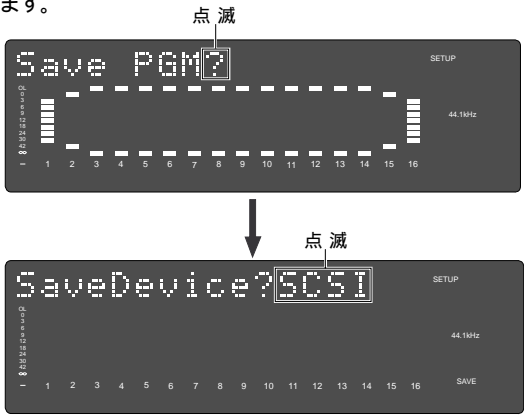 ます。
点 滅
Save PGM?
SETUP
OL
0
3
6
9
12
18
24
30
42
∞
44.1kHz
– 1 2 3 4 5 6 7 8 9 10 11 12 13 14 15 16
点 滅
SaveDevice?SCSI
SETUP
OL
0
3
6
9
12
18
24
30
42
∞
44.1kHz
– 1 2 3 4 5 6 7 8 9 10 11 12 13 14 15 16
SAVE